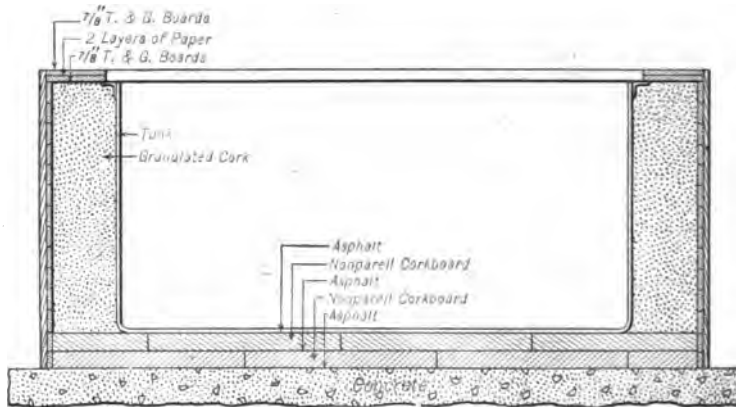 7/8" T. & G. Boards
2 Layers of Paper
7/8" T. & G. Boards
Tank
Granulated Cork
Asphalt
Nonpareil Corkboard
Asphalt
Nonpareil Corkboard
Asphalt
Concrete